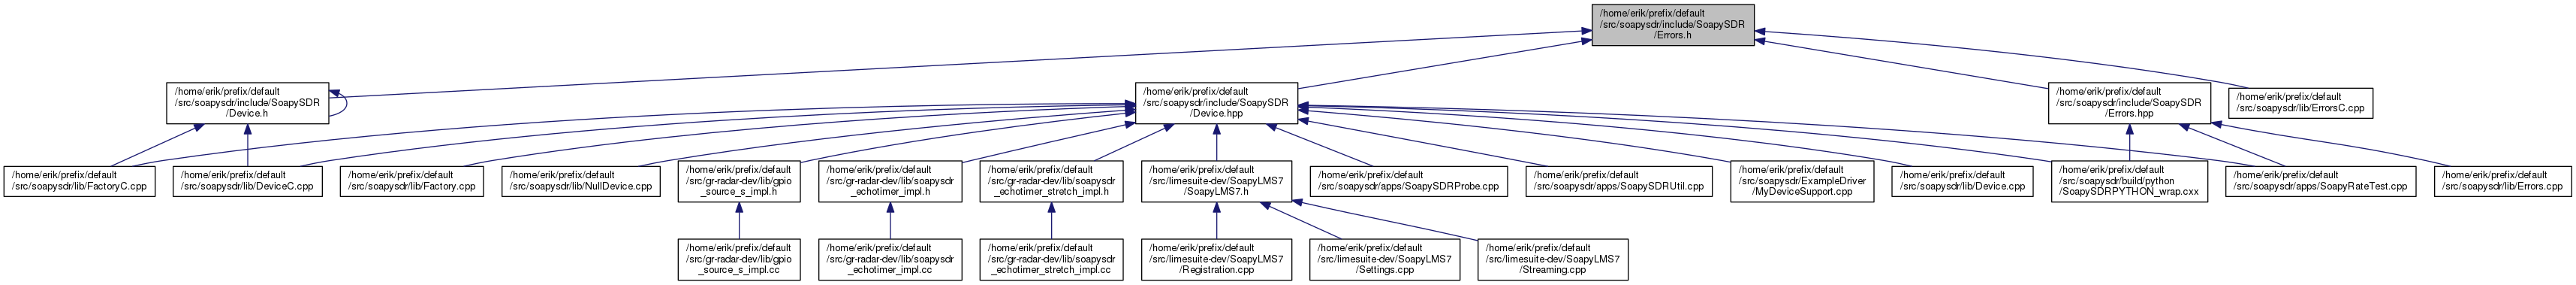 /home/erik/prefix/default
/src/soapysdr/include/SoapySDR
/Errors.h
/home/erik/prefix/default
/src/soapysdr/include/SoapySDR
/Device.h
/home/erik/prefix/default
/src/soapysdr/include/SoapySDR
/Device.hpp
/home/erik/prefix/default
/src/soapysdr/include/SoapySDR
/Errors.hpp
/home/erik/prefix/default
/src/soapysdr/lib/ErrorsC.cpp
/home/erik/prefix/default
/src/soapysdr/lib/FactoryC.cpp
/home/erik/prefix/default
/src/soapysdr/lib/DeviceC.cpp
/home/erik/prefix/default
/src/soapysdr/lib/Factory.cpp
/home/erik/prefix/default
/src/soapysdr/lib/NullDevice.cpp
/home/erik/prefix/default
/src/gr-radar-dev/lib/gpio
_source_s_impl.h
/home/erik/prefix/default
/src/gr-radar-dev/lib/soapysdr
_echotimer_impl.h
/home/erik/prefix/default
/src/gr-radar-dev/lib/soapysdr
_echotimer_stretch_impl.h
/home/erik/prefix/default
/src/limesuite-dev/SoapyLMS7
/SoapyLMS7.h
/home/erik/prefix/default
/src/soapysdr/apps/SoapySDRProbe.cpp
/home/erik/prefix/default
/src/soapysdr/apps/SoapySDRUtil.cpp
/home/erik/prefix/default
/src/soapysdr/ExampleDriver
/MyDeviceSupport.cpp
/home/erik/prefix/default
/src/soapysdr/lib/Device.cpp
/home/erik/prefix/default
/src/soapysdr/build/python
/SoapySDRPYTHON_wrap.cxx
/home/erik/prefix/default
/src/soapysdr/apps/SoapyRateTest.cpp
/home/erik/prefix/default
/src/soapysdr/lib/Errors.cpp
/home/erik/prefix/default
/src/gr-radar-dev/lib/gpio
_source_s_impl.cc
/home/erik/prefix/default
/src/gr-radar-dev/lib/soapysdr
_echotimer_impl.cc
/home/erik/prefix/default
/src/gr-radar-dev/lib/soapysdr
_echotimer_stretch_impl.cc
/home/erik/prefix/default
/src/limesuite-dev/SoapyLMS7
/Registration.cpp
/home/erik/prefix/default
/src/limesuite-dev/SoapyLMS7
/Settings.cpp
/home/erik/prefix/default
/src/limesuite-dev/SoapyLMS7
/Streaming.cpp